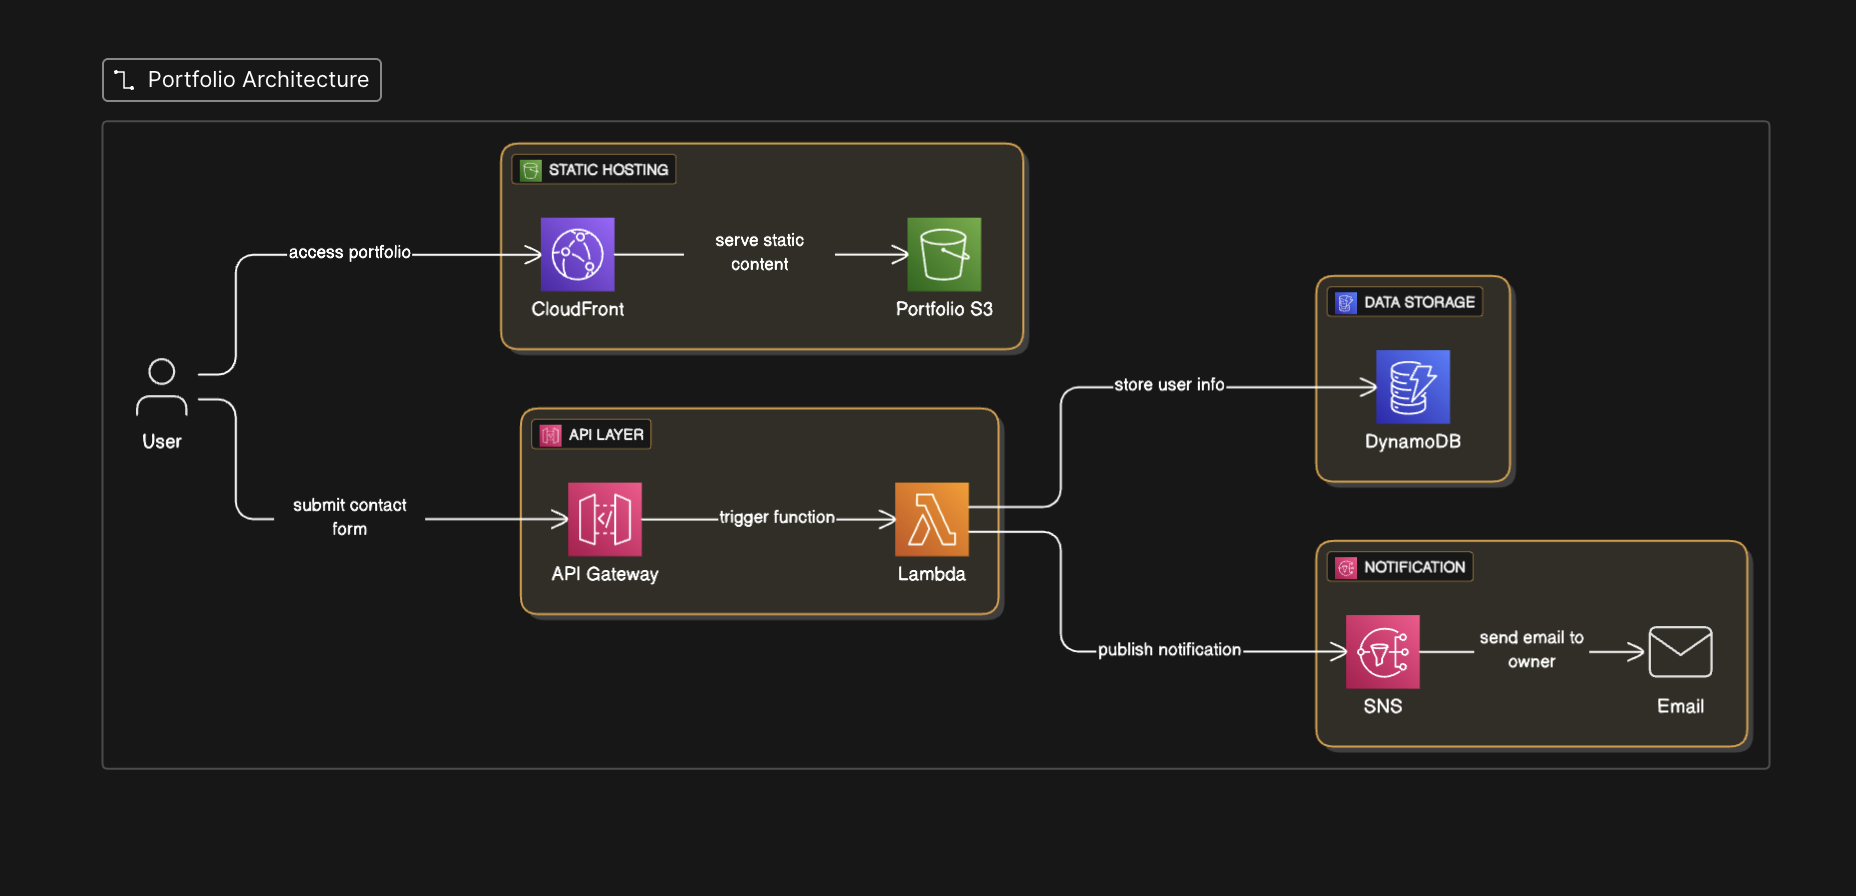 Portfolio Architecture
STATIC HOSTING
access portfolio
serve static
content
CloudFront
Portfolio S3
DATA STORAGE
store user info
DynamoDB
User
API LAYER
submit contact
form
trigger function
API Gateway
Lambda
NOTIFICATION
publish notification
send email to
owner
SNS
Email